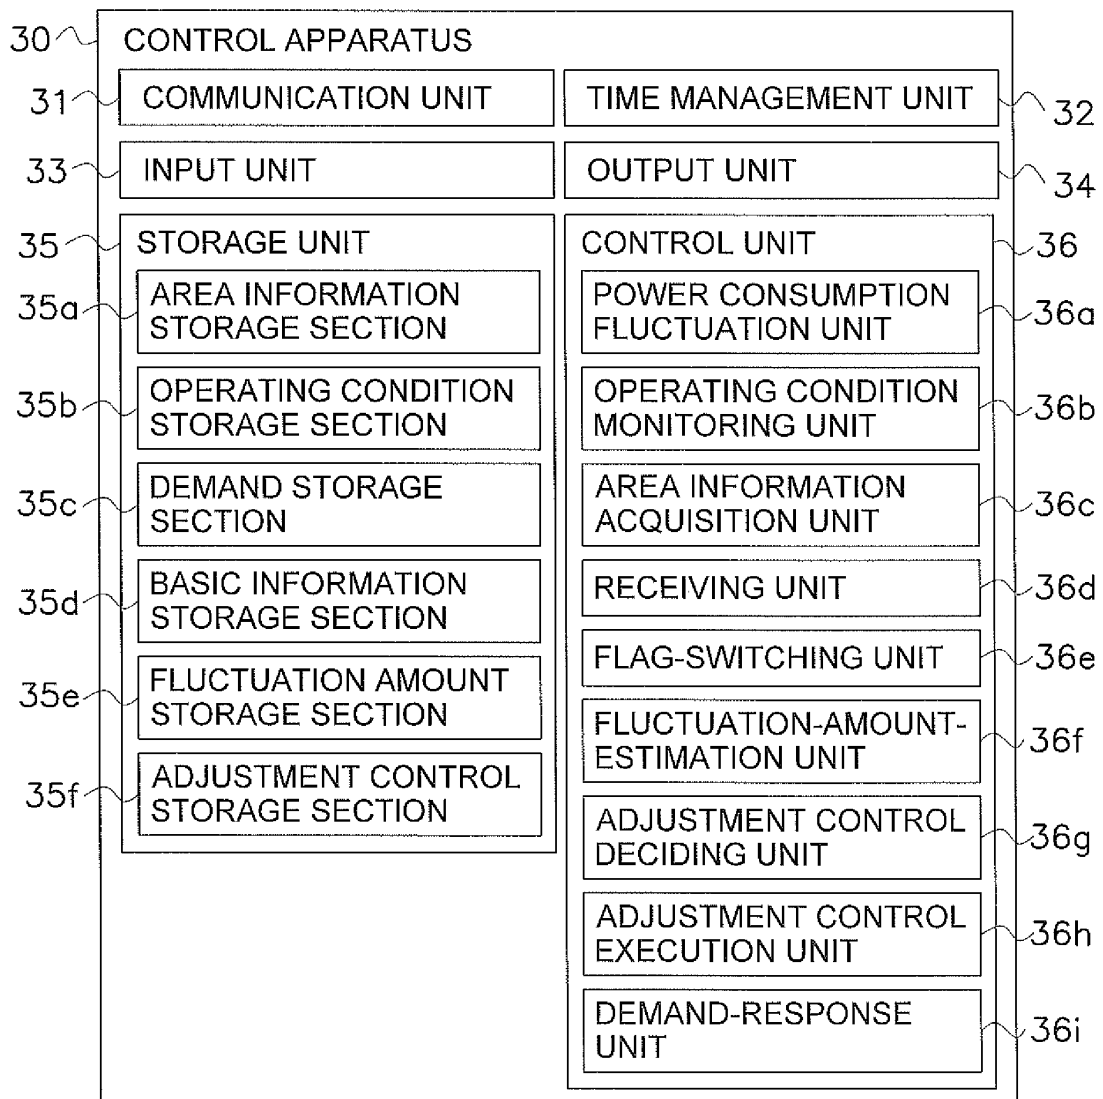 30
CONTROL APPARATUS
31
COMMUNICATION UNIT
TIME MANAGEMENT UNIT
32
33
INPUT UNIT
OUTPUT UNIT
34
35
STORAGE UNIT
35a
AREA INFORMATION
STORAGE SECTION
35b
OPERATING CONDITION
STORAGE SECTION
35c
DEMAND STORAGE
SECTION
35d
BASIC INFORMATION
STORAGE SECTION
35e
FLUCTUATION AMOUNT
STORAGE SECTION
35f
ADJUSTMENT CONTROL
STORAGE SECTION
CONTROL UNIT
36
POWER CONSUMPTION
FLUCTUATION UNIT
36a
OPERATING CONDITION
MONITORING UNIT
36b
AREA INFORMATION
ACQUISITION UNIT
36c
RECEIVING UNIT
36d
FLAG-SWITCHING UNIT
36e
FLUCTUATION-AMOUNT-
ESTIMATION UNIT
36f
ADJUSTMENT CONTROL
DECIDING UNIT
36g
ADJUSTMENT CONTROL
EXECUTION UNIT
36h
DEMAND-RESPONSE
UNIT
36i